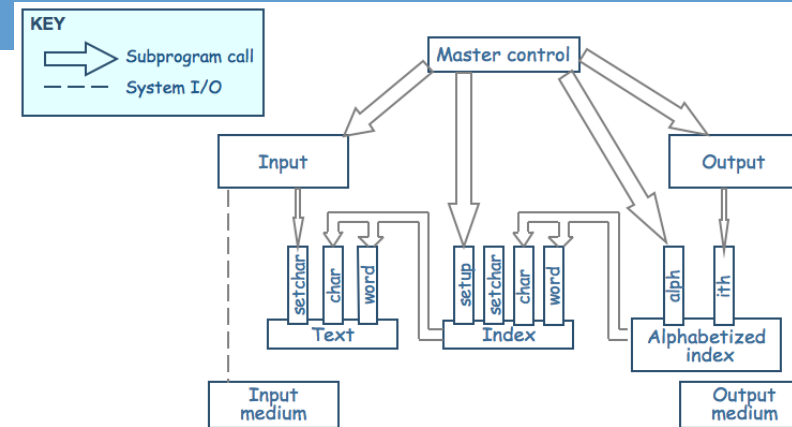 KEY
Subprogram call
System I/O
Master control
Input
Output
setchar
char
word
setup
setchar
char
word
alph
ith
Text
Index
Alphabetized
index
Input
medium
Output
medium